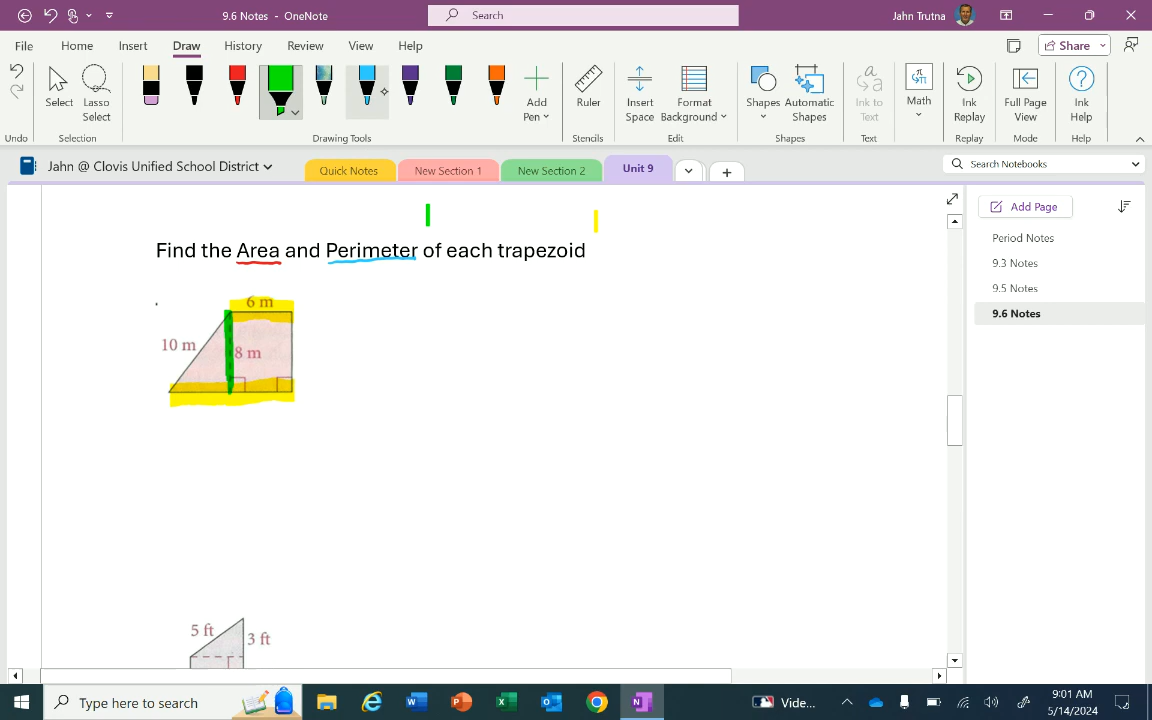 9.6 Notes - OneNote
Search
Jahn Trutna
File Home Insert Draw History Review View Help
Share
Select
Lasso Select
Add Pen
Ruler
Insert Space
Format Background
Shapes
Automatic Shapes
Ink to Text
Math
Ink Replay
Full Page View
Ink Help
Undo Selection Drawing Tools Stencils Edit Shapes Text Replay Mode Help
Jahn @ Clovis Unified School District
Quick Notes New Section 1 New Section 2 Unit 9
Search Notebooks
Add Page
Period Notes
9.3 Notes
9.5 Notes
9.6 Notes
Find the Area and Perimeter of each trapezoid
6 m
10 m
8 m
5 ft
3 ft
Type here to search
Vide...
9:01 AM
5/14/2024